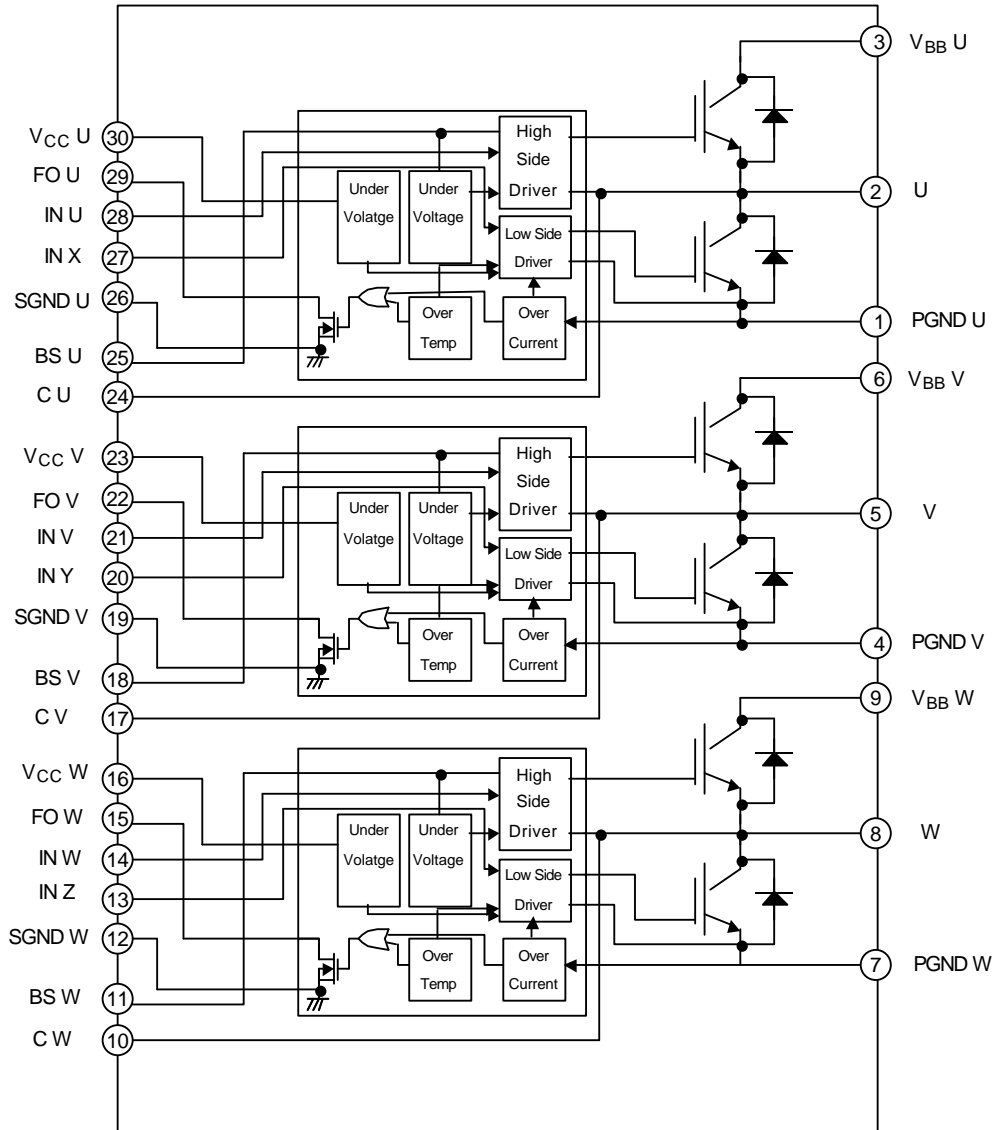 3 VBB U
VCC U 30
FO U 29
IN U 28
IN X 27
SGND U 26
BS U 25
C U 24
High
Side
Driver
Under
Volatge
Under
Voltage
Low Side
Driver
Over
Temp
Over
Current
2 U
1 PGND U
6 VBB V
VCC V 23
FO V 22
IN V 21
IN Y 20
SGND V 19
BS V 18
C V 17
High
Side
Driver
Under
Volatge
Under
Voltage
Low Side
Driver
Over
Temp
Over
Current
5 V
4 PGND V
9 VBB W
VCC W 16
FO W 15
IN W 14
IN Z 13
SGND W 12
BS W 11
C W 10
High
Side
Driver
Under
Volatge
Under
Voltage
Low Side
Driver
Over
Temp
Over
Current
8 W
7 PGND W